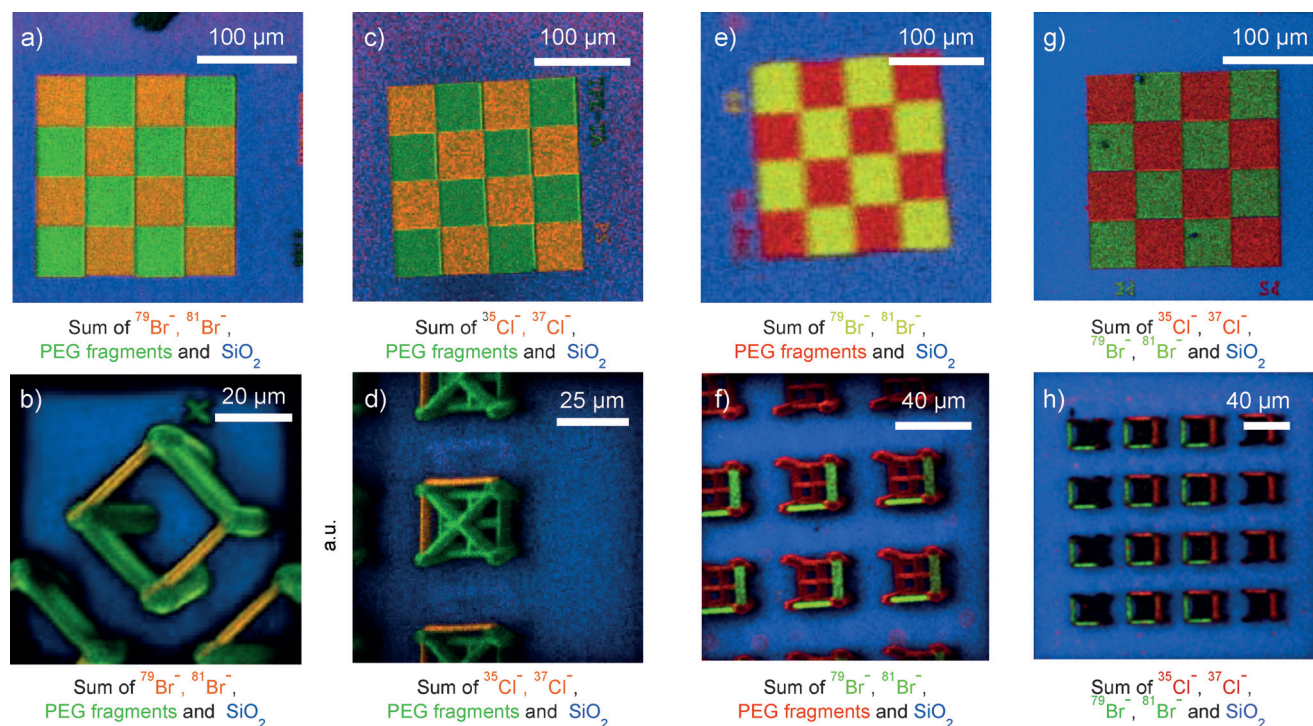 a)
100 µm
c)
100 µm
e)
100 µm
g)
100 µm
Sum of ⁷⁹Br⁻, ⁸¹Br⁻,
PEG fragments and SiO₂
Sum of ³⁵Cl⁻, ³⁷Cl⁻,
PEG fragments and SiO₂
Sum of ⁷⁹Br⁻, ⁸¹Br⁻,
PEG fragments and SiO₂
Sum of ³⁵Cl⁻, ³⁷Cl⁻,
⁷⁹Br⁻, ⁸¹Br⁻ and SiO₂
b)
20 µm
a.u.
d)
25 µm
f)
40 µm
h)
40 µm
Sum of ⁷⁹Br⁻, ⁸¹Br⁻,
PEG fragments and SiO₂
Sum of ³⁵Cl⁻, ³⁷Cl⁻,
PEG fragments and SiO₂
Sum of ⁷⁹Br⁻, ⁸¹Br⁻,
PEG fragments and SiO₂
Sum of ³⁵Cl⁻, ³⁷Cl⁻,
⁷⁹Br⁻, ⁸¹Br⁻ and SiO₂